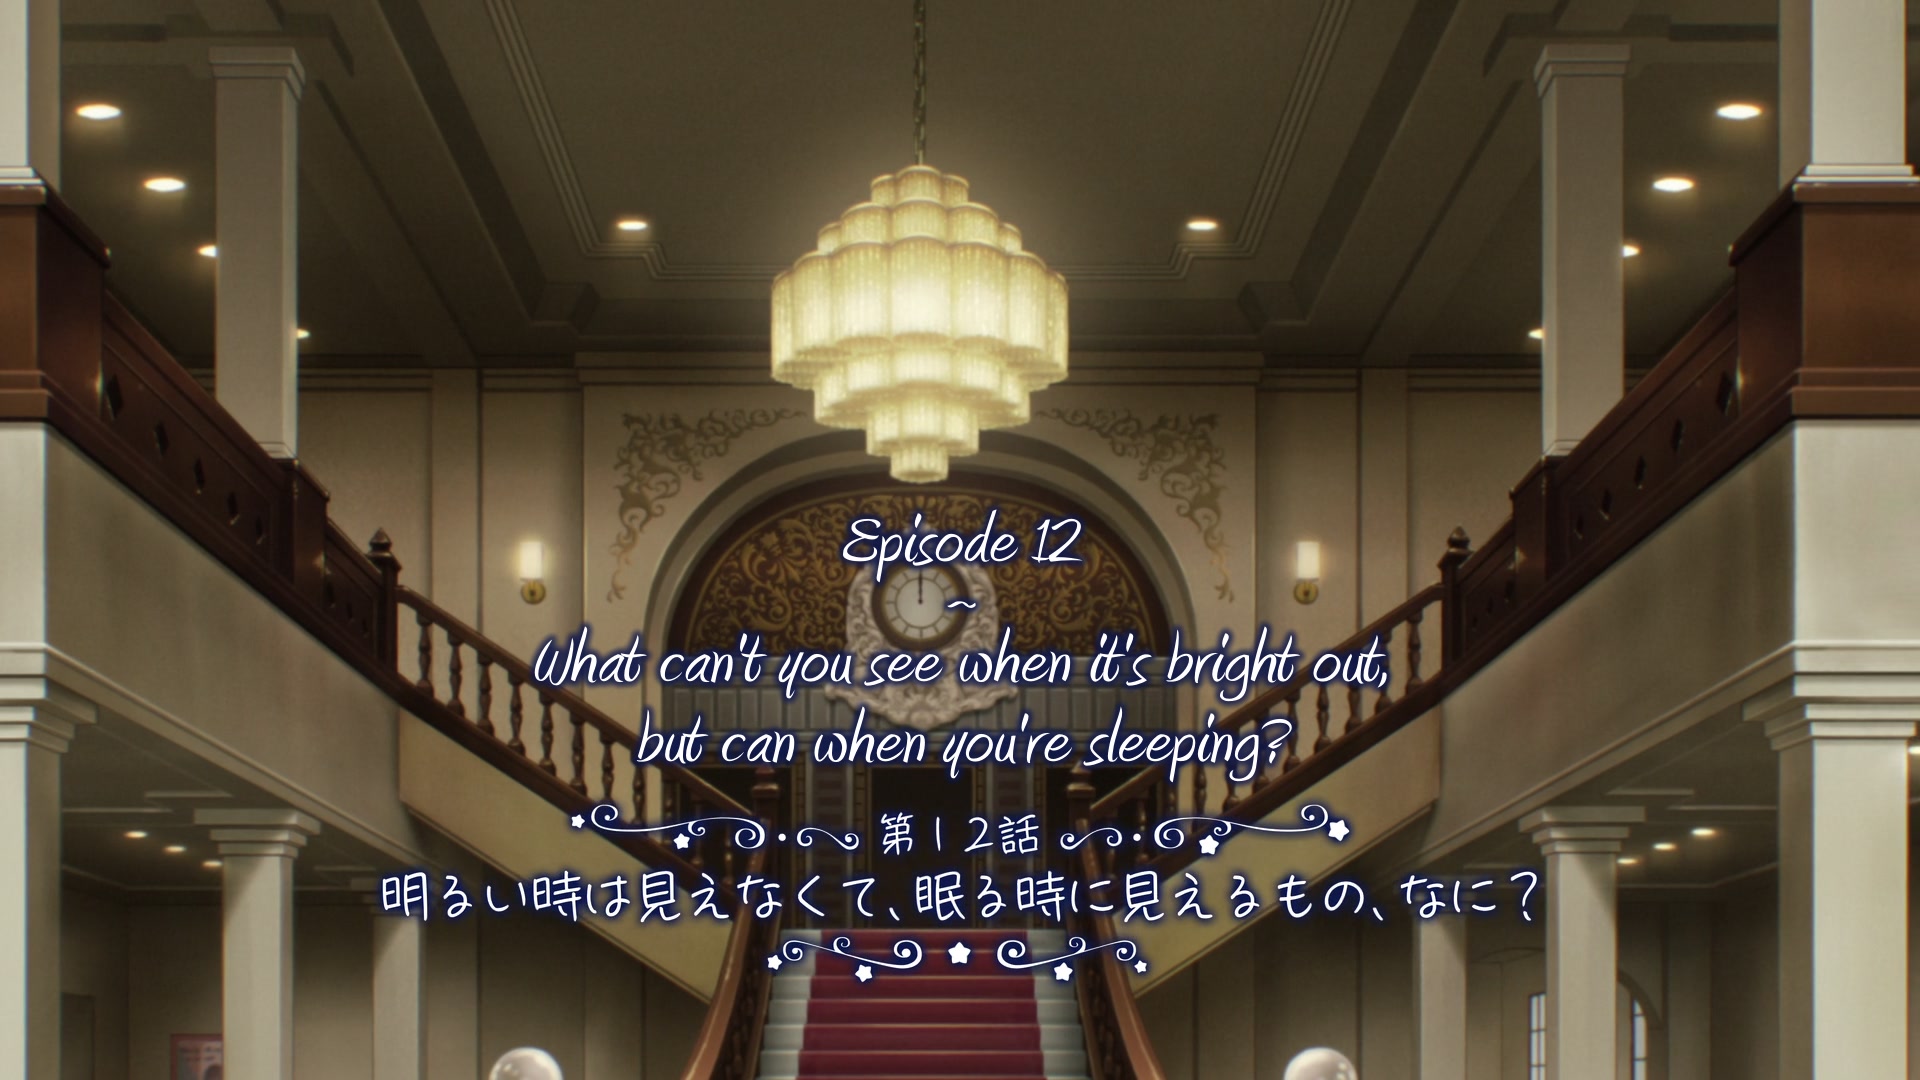 Episode 12
~
What can't you see when it's bright out,
but can when you're sleeping?
第12話
明るい時は見えなくて、眠る時に見えるもの、なに？